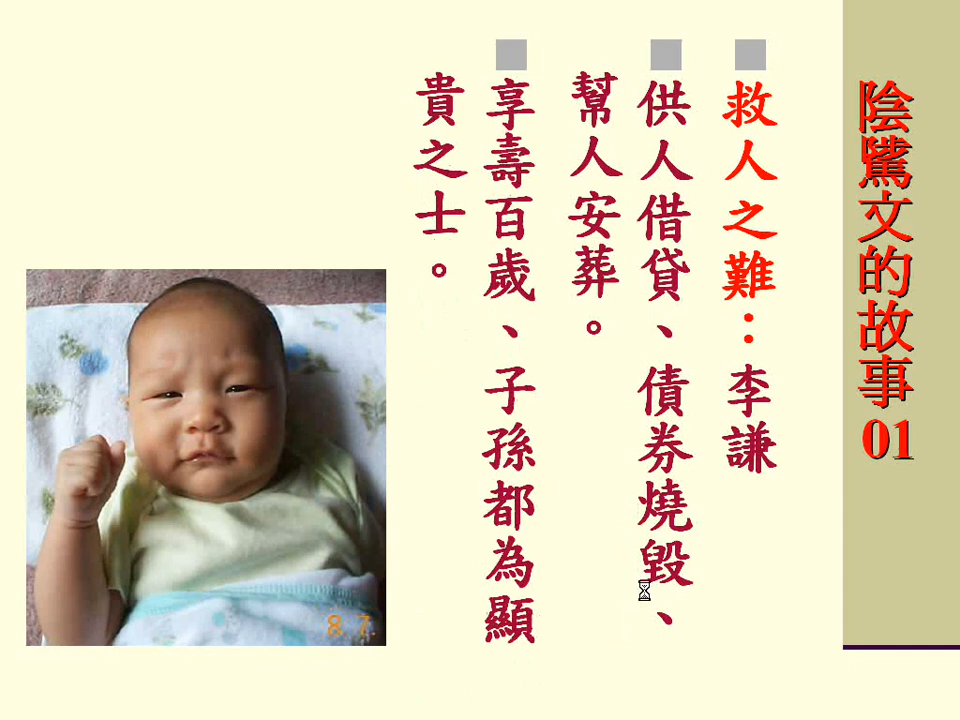 陰騭文的故事01
救人之難：李謙
供人借貸、債券燒毀、
幫人安葬。
享壽百歲、子孫都為顯
貴之士。
8.7.